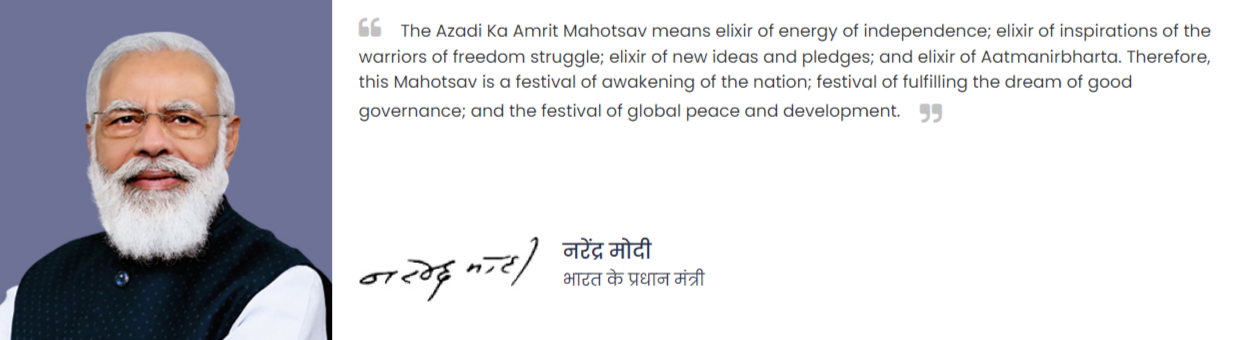 The Azadi Ka Amrit Mahotsav means elixir of energy of independence; elixir of inspirations of the
warriors of freedom struggle; elixir of new ideas and pledges; and elixir of Aatmanirbharta. Therefore,
this Mahotsav is a festival of awakening of the nation; festival of fulfilling the dream of good
governance; and the festival of global peace and development.
नरेंद्र मोदी
नरेंद्र मोदी
भारत के प्रधान मंत्री